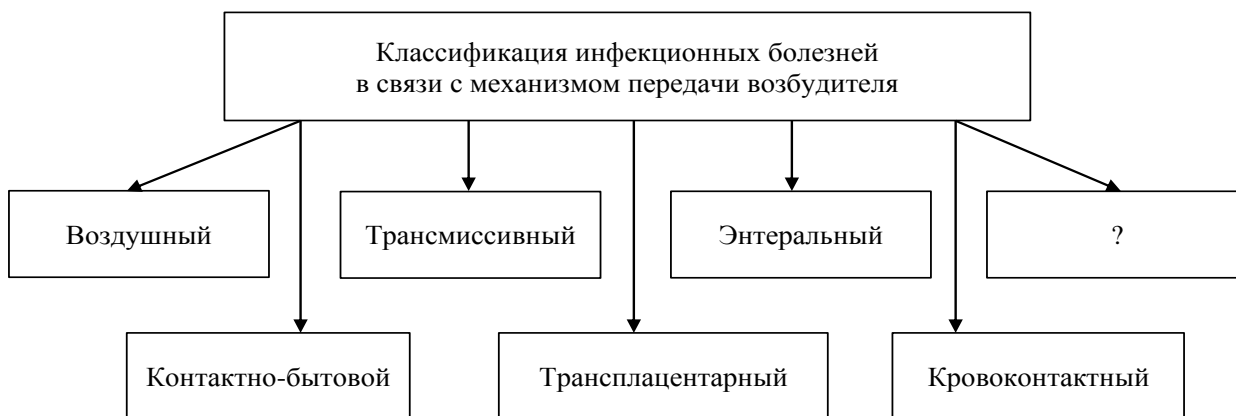 Классификация инфекционных болезней
в связи с механизмом передачи возбудителя
Воздушный
Трансмиссивный
Энтеральный
?
Контактно-бытовой
Трансплацентарный
Кровоконтактный